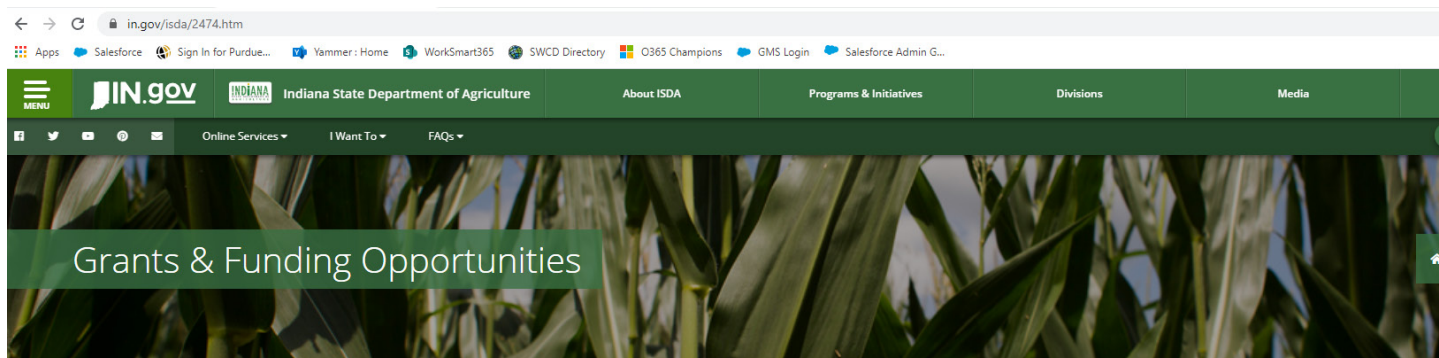 in.gov/isda/2474.htm
Apps Salesforce Sign In for Purdue... Yammer : Home WorkSmart365 SWCD Directory O365 Champions GMS Login Salesforce Admin G...
MENU IN.gov INDIANA Indiana State Department of Agriculture About ISDA Programs & Initiatives Divisions Media
Online Services I Want To FAQs
Grants & Funding Opportunities